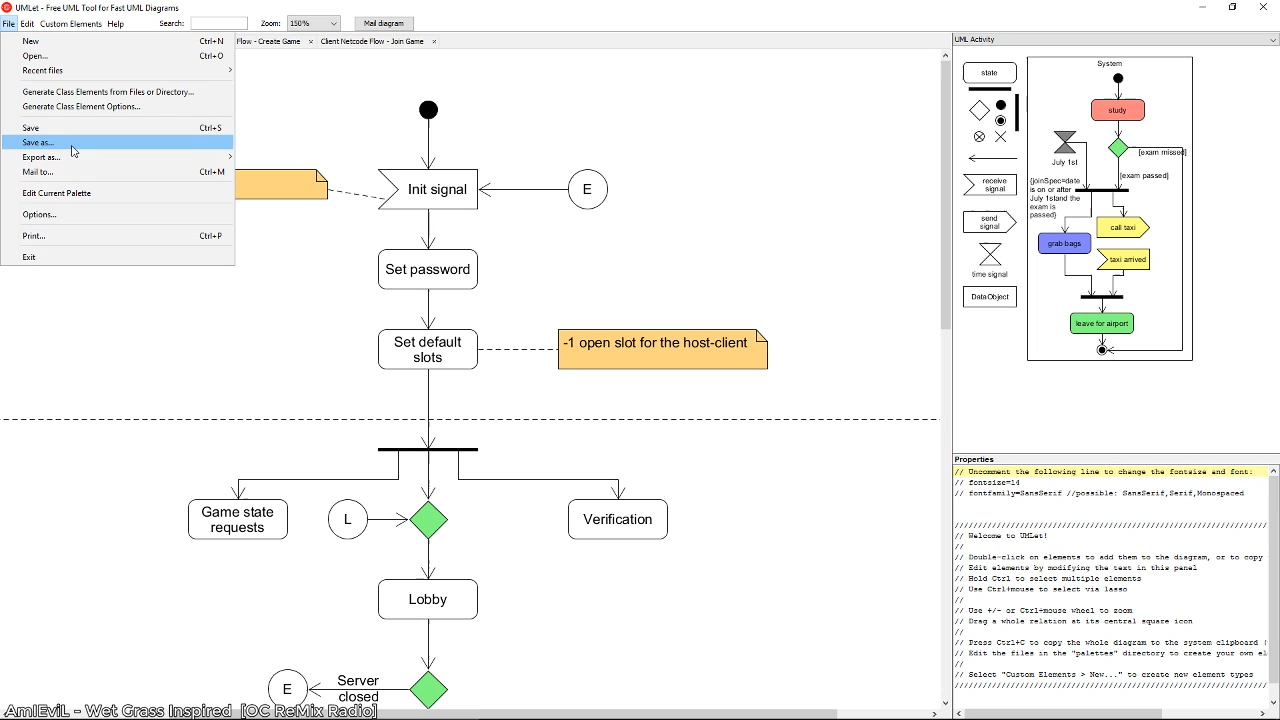 UMLet - Free UML Tool for Fast UML Diagrams
File Edit Custom Elements Help Search: Zoom: 150% Mail diagram
New Ctrl+N
Open... Ctrl+O
Recent files
Generate Class Elements from Files or Directory...
Generate Class Element Options...
Save Ctrl+S
Save as...
Export as...
Mail to... Ctrl+M
Edit Current Palette
Options...
Print... Ctrl+P
Exit
Flow - Create Game
Client Netcode Flow - Join Game
Init signal
E
Set password
Set default
slots
-1 open slot for the host-client
Game state
requests
L
Verification
Lobby
E
Server
closed
AmIEviL - Wet Grass Inspired [OC ReMix Radio]
UML Activity
state
receive
signal
send
signal
time signal
DataObject
System
study
July 1st
[exam missed]
[exam passed]
{joinSpec=date
is on or after
July 1stand the
exam is
passed}
call taxi
grab bags
taxi arrived
leave for airport
Properties
// Uncomment the following line to change the fontsize and font:
// fontsize=14
// fontfamily=SansSerif //possible: SansSerif,Serif,Monospaced
//////////////////////////////////////////////////////////////
// Welcome to UMLet!
//
// Double-click on elements to add them to the diagram, or to copy
// Edit elements by modifying the text in this panel
// Hold Ctrl to select multiple elements
// Use Ctrl+mouse to select via lasso
//
// Use +/- or Ctrl+mouse wheel to zoom
// Drag a whole relation at its central square icon
//
// Press Ctrl+C to copy the whole diagram to the system clipboard (
// Edit the files in the "palettes" directory to create your own el
//
// Select "Custom Elements > New..." to create new element types
//////////////////////////////////////////////////////////////